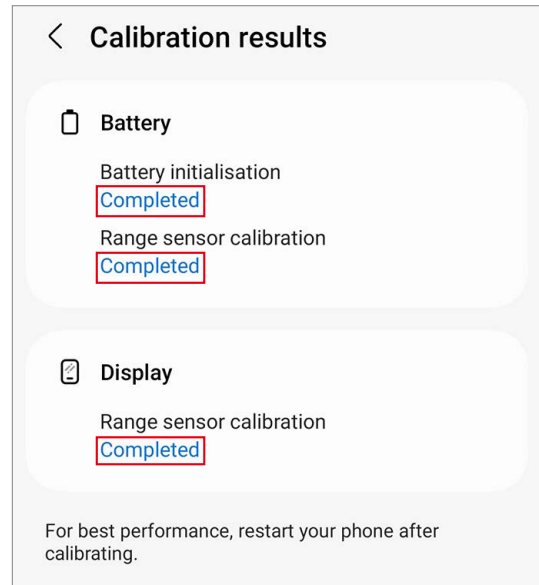 Calibration results
Battery
Battery initialisation
Completed
Range sensor calibration
Completed
Display
Range sensor calibration
Completed
For best performance, restart your phone after
calibrating.